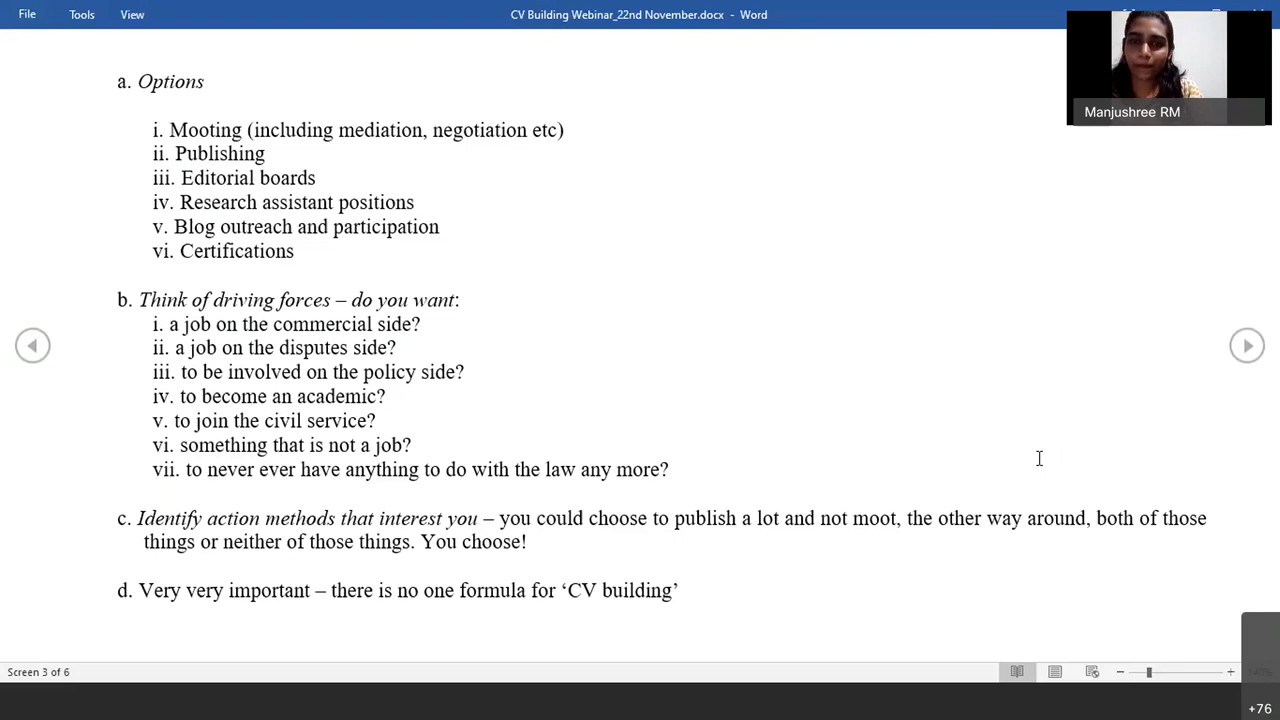 File Tools View CV Building Webinar_22nd November.docx - Word
Manjushree RM
a. Options
i. Mooting (including mediation, negotiation etc)
ii. Publishing
iii. Editorial boards
iv. Research assistant positions
v. Blog outreach and participation
vi. Certifications
b. Think of driving forces – do you want:
i. a job on the commercial side?
ii. a job on the disputes side?
iii. to be involved on the policy side?
iv. to become an academic?
v. to join the civil service?
vi. something that is not a job?
vii. to never ever have anything to do with the law any more?
c. Identify action methods that interest you – you could choose to publish a lot and not moot, the other way around, both of those
things or neither of those things. You choose!
d. Very very important – there is no one formula for ‘CV building’
Screen 3 of 6
+76